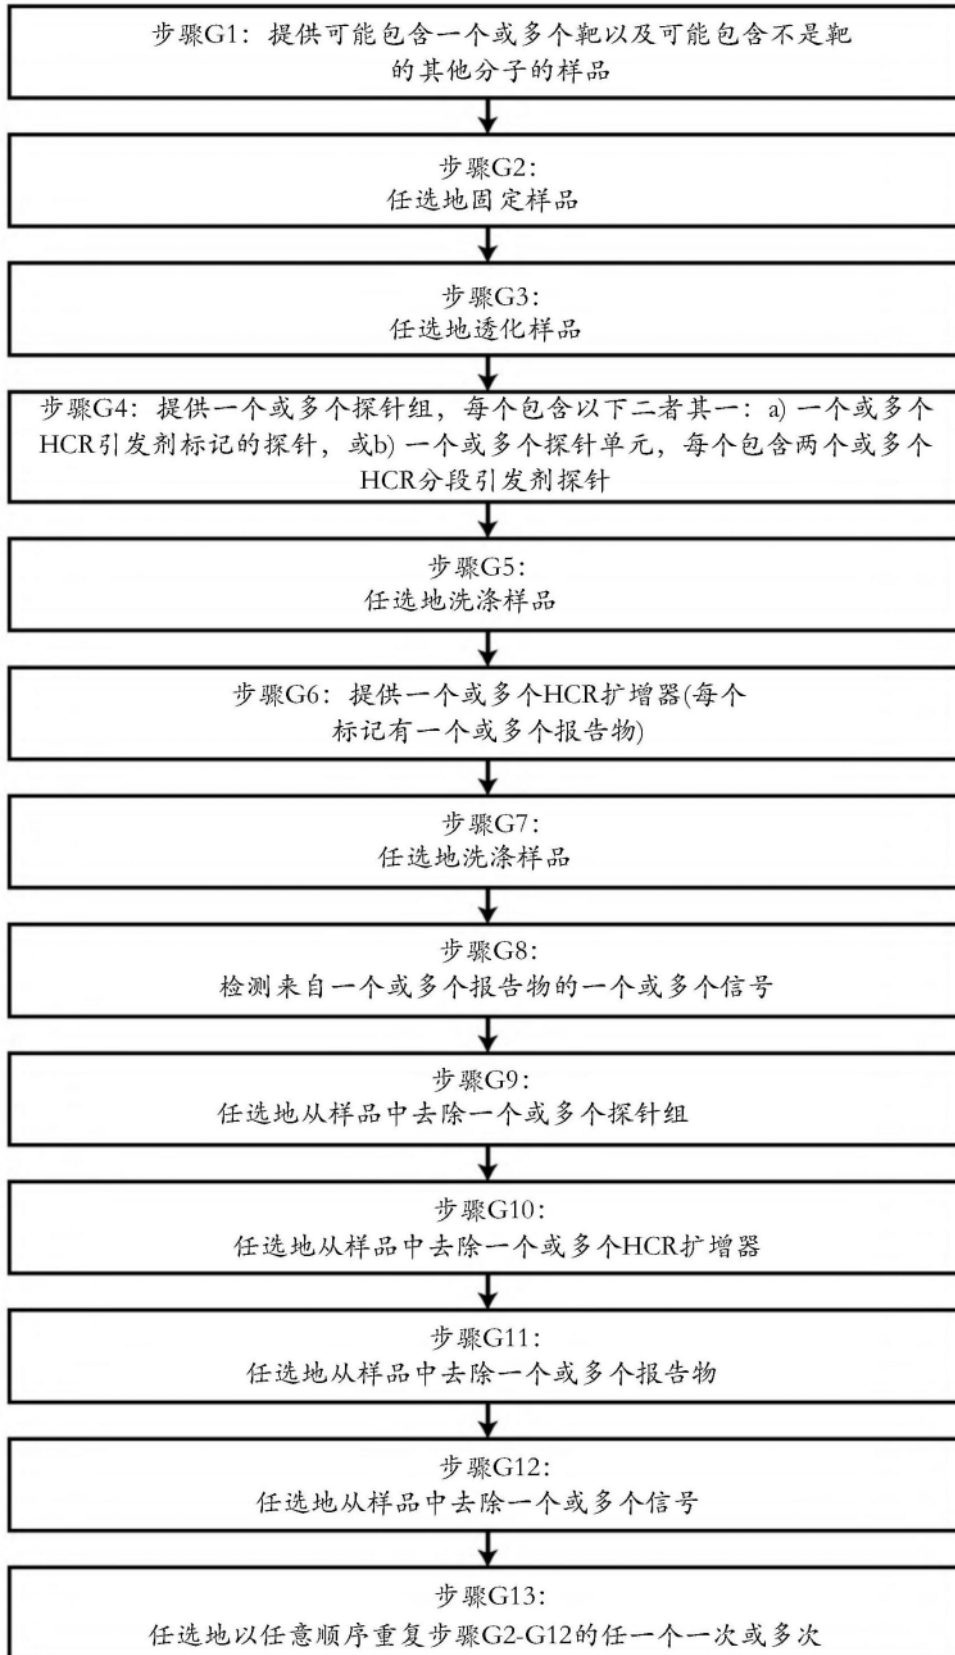 步骤G1：提供可能包含一个或多个靶以及可能包含不是靶
的其他分子的样品
步骤G2：
任选地固定样品
步骤G3：
任选地透化样品
步骤G4：提供一个或多个探针组，每个包含以下二者其一：a) 一个或多个
HCR引发剂标记的探针，或b) 一个或多个探针单元，每个包含两个或多个
HCR分段引发剂探针
步骤G5：
任选地洗涤样品
步骤G6：提供一个或多个HCR扩增器(每个
标记有一个或多个报告物)
步骤G7：
任选地洗涤样品
步骤G8：
检测来自一个或多个报告物的一个或多个信号
步骤G9：
任选地从样品中去除一个或多个探针组
步骤G10：
任选地从样品中去除一个或多个HCR扩增器
步骤G11：
任选地从样品中去除一个或多个报告物
步骤G12：
任选地从样品中去除一个或多个信号
步骤G13：
任选地以任意顺序重复步骤G2-G12的任一个一次或多次